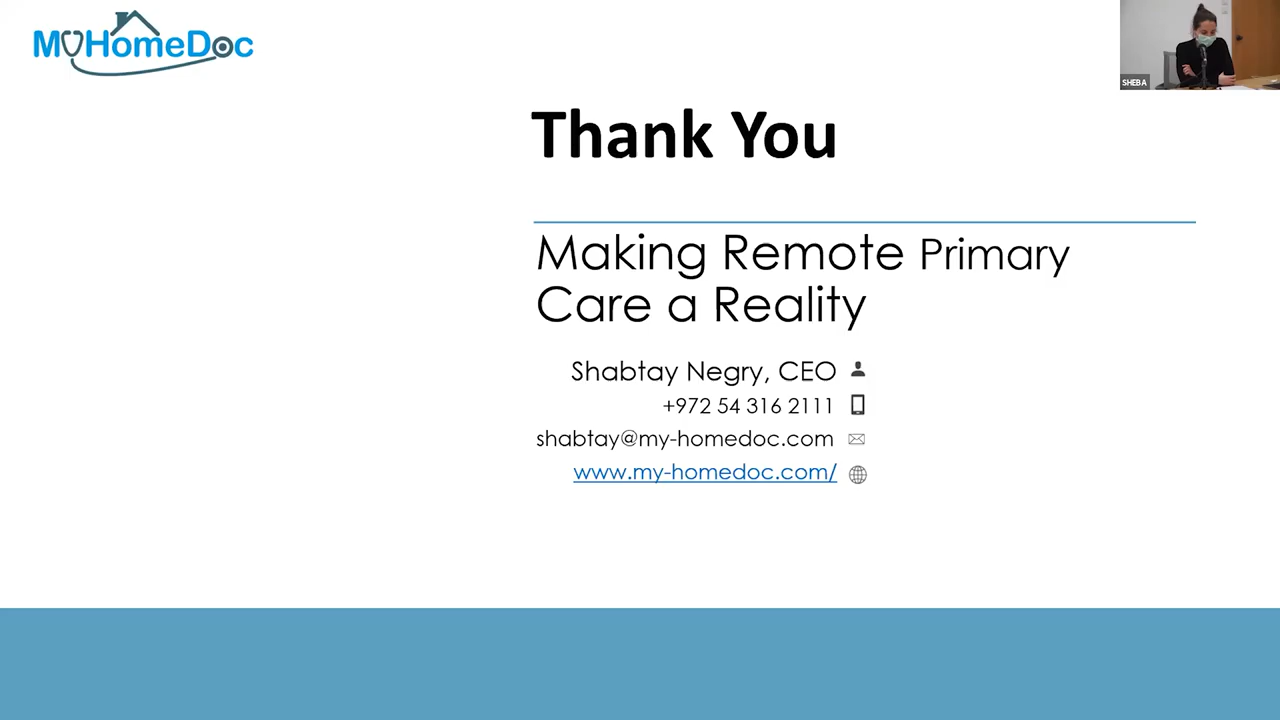 MyHomeDoc
SHEBA
Thank You
Making Remote Primary
Care a Reality
Shabtay Negry, CEO
+972 54 316 2111
shabtay@my-homedoc.com
www.my-homedoc.com/